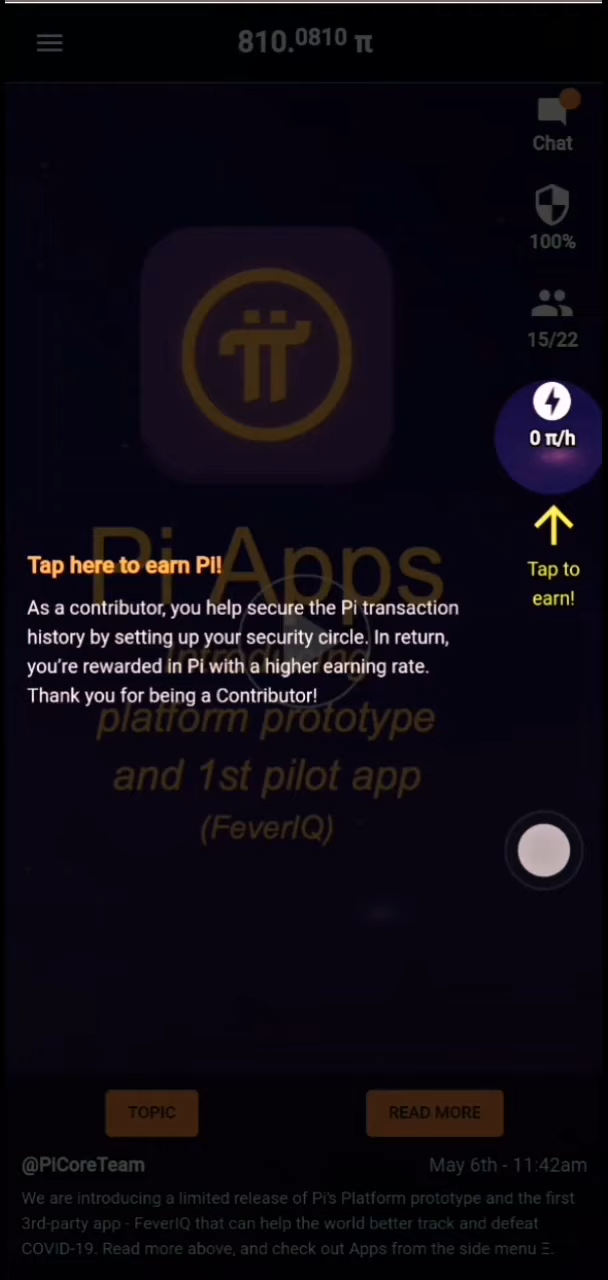 810.0810 π
Chat
100%
15/22
0 π/h
Tap to
earn!
Pi Apps
Tap here to earn Pi!
As a contributor, you help secure the Pi transaction
history by setting up your security circle. In return,
you're rewarded in Pi with a higher earning rate.
Thank you for being a Contributor!
Introducing
platform prototype
and 1st pilot app
(FeverIQ)
TOPIC
READ MORE
@PiCoreTeam
May 6th - 11:42am
We are introducing a limited release of Pi's Platform prototype and the first
3rd-party app - FeverIQ that can help the world better track and defeat
COVID-19. Read more above, and check out Apps from the side menu Ξ.